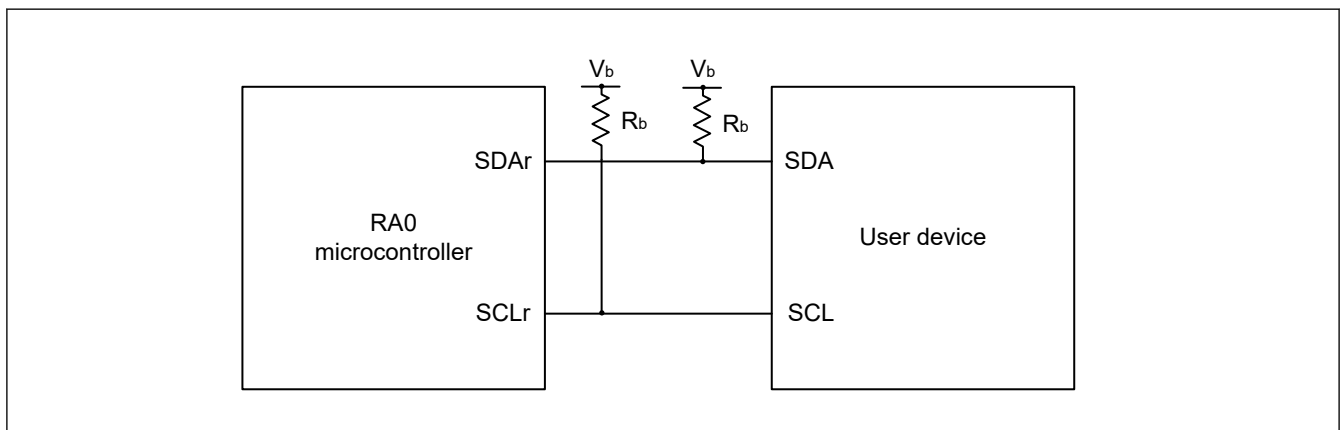 Vb Vb
Rb Rb
SDAr SDA
RA0
microcontroller
User device
SCLr SCL